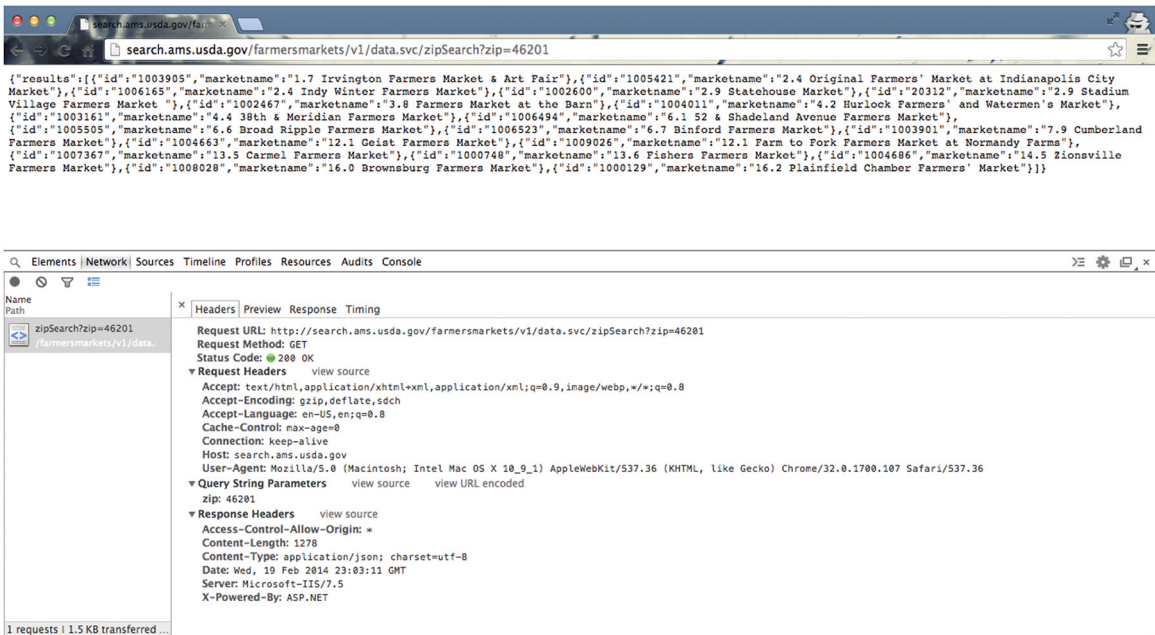 search.ams.usda.gov/farm
search.ams.usda.gov/farmersmarkets/v1/data.svc/zipSearch?zip=46201
{"results":[{"id":"1003905","marketname":"1.7 Irvington Farmers Market & Art Fair"},{"id":"1005421","marketname":"2.4 Original Farmers' Market at Indianapolis City
Market"},{"id":"1006165","marketname":"2.4 Indy Winter Farmers Market"},{"id":"1002600","marketname":"2.9 Statehouse Market"},{"id":"20312","marketname":"2.9 Stadium
Village Farmers Market "},{"id":"1002467","marketname":"3.8 Farmers Market at the Barn"},{"id":"1004011","marketname":"4.2 Hurlock Farmers' and Watermen's Market"},
{"id":"1003161","marketname":"4.4 38th & Meridian Farmers Market"},{"id":"1006494","marketname":"6.1 52 & Shadeland Avenue Farmers Market"},
{"id":"1005505","marketname":"6.6 Broad Ripple Farmers Market"},{"id":"1006523","marketname":"6.7 Binford Farmers Market"},{"id":"1003901","marketname":"7.9 Cumberland
Farmers Market"},{"id":"1004663","marketname":"12.1 Geist Farmers Market"},{"id":"1009026","marketname":"12.1 Farm to Fork Farmers Market at Normandy Farms"},
{"id":"1007367","marketname":"13.5 Carmel Farmers Market"},{"id":"1000748","marketname":"13.6 Fishers Farmers Market"},{"id":"1004686","marketname":"14.5 Zionsville
Farmers Market"},{"id":"1008028","marketname":"16.0 Brownsburg Farmers Market"},{"id":"1000129","marketname":"16.2 Plainfield Chamber Farmers' Market"}]}
Elements Network Sources Timeline Profiles Resources Audits Console
Name
Path
zipSearch?zip=46201
/farmersmarkets/v1/data.
Headers Preview Response Timing
Request URL: http://search.ams.usda.gov/farmersmarkets/v1/data.svc/zipSearch?zip=46201
Request Method: GET
Status Code: 200 OK
Request Headers view source
Accept: text/html,application/xhtml+xml,application/xml;q=0.9,image/webp,*/*;q=0.8
Accept-Encoding: gzip,deflate,sdch
Accept-Language: en-US,en;q=0.8
Cache-Control: max-age=0
Connection: keep-alive
Host: search.ams.usda.gov
User-Agent: Mozilla/5.0 (Macintosh; Intel Mac OS X 10_9_1) AppleWebKit/537.36 (KHTML, like Gecko) Chrome/32.0.1700.107 Safari/537.36
Query String Parameters view source view URL encoded
zip: 46201
Response Headers view source
Access-Control-Allow-Origin: *
Content-Length: 1278
Content-Type: application/json; charset=utf-8
Date: Wed, 19 Feb 2014 23:03:11 GMT
Server: Microsoft-IIS/7.5
X-Powered-By: ASP.NET
1 requests | 1.5 KB transferred ...